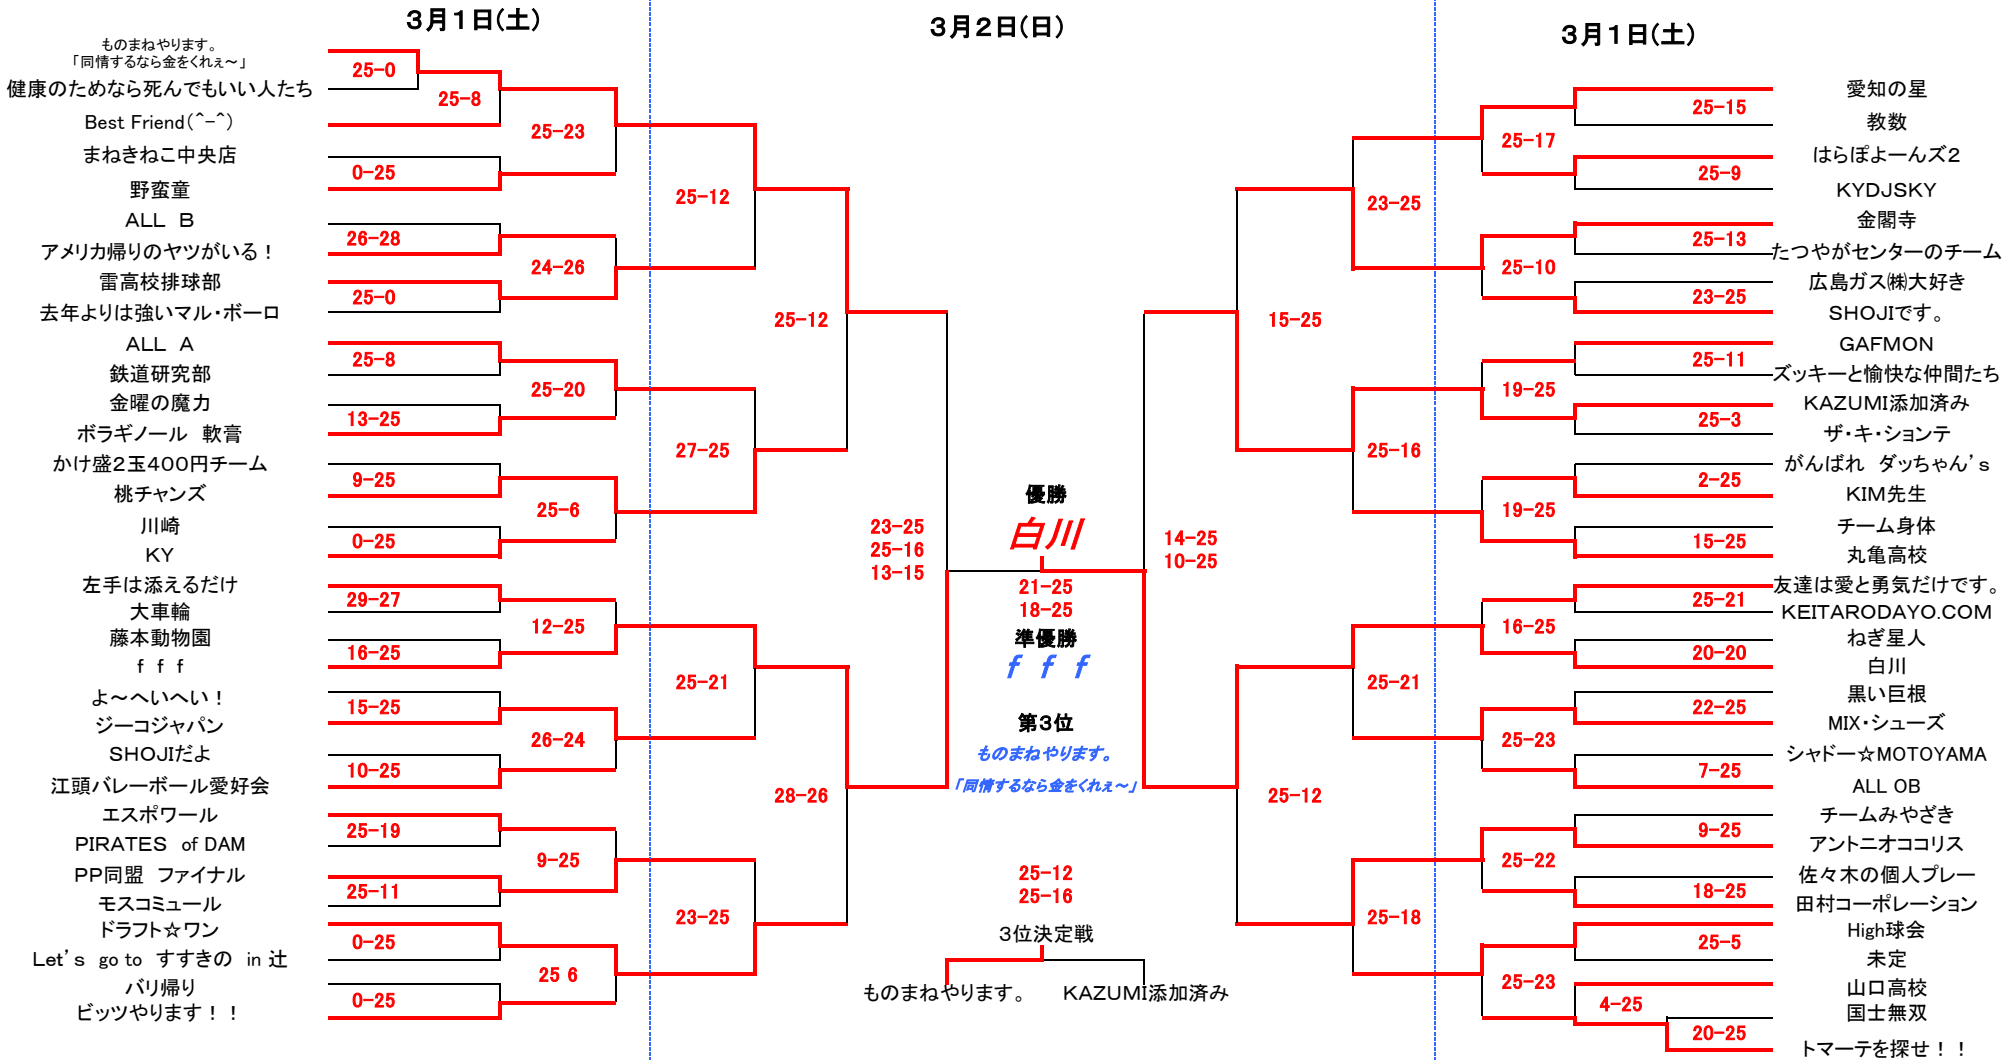 3月1日(土)
3月2日(日)
3月1日(土)
ものまねやります。
「同情するなら金をくれぇ～」
健康のためなら死んでもいい人たち
Best Friend(^-^)
まねきねこ中央店
野蛮童
ALL B
アメリカ帰りのヤツがいる！
雷高校排球部
去年よりは強いマル・ボーロ
ALL A
鉄道研究部
金曜の魔力
ボラギノール 軟膏
かけ盛2玉400円チーム
桃チャンズ
川崎
KY
左手は添えるだけ
大車輪
藤本動物園
f f f
よ～へいへい！
ジーコジャパン
SHOJIだよ
江頭バレーボール愛好会
エスポワール
PIRATES of DAM
PP同盟 ファイナル
モスコミュール
ドラフト☆ワン
Let's go to すすきの in 辻
バリ帰り
ビッツやります！！
25-0
25-8
25-23
0-25
26-28
24-26
25-0
25-8
25-20
13-25
9-25
25-6
0-25
29-27
12-25
16-25
15-25
26-24
10-25
25-19
9-25
25-11
0-25
25 6
0-25
25-12
27-25
25-21
23-25
25-12
28-26
23-25
25-16
13-15
優勝
白川
21-25
18-25
準優勝
f f f
第3位
ものまねやります。
「同情するなら金をくれぇ～」
25-12
25-16
3位決定戦
ものまねやります。
KAZUMI添加済み
14-25
10-25
15-25
25-12
23-25
25-16
25-21
25-18
25-17
25-10
19-25
19-25
16-25
25-23
25-22
25-23
4-25
25-15
25-9
25-13
23-25
25-11
25-3
2-25
15-25
25-21
20-20
22-25
7-25
9-25
18-25
25-5
20-25
愛知の星
教数
はらぽよーんズ2
KYDJSKY
金閣寺
たつやがセンターのチーム
広島ガス㈱大好き
SHOJIです。
GAFMON
ズッキーと愉快な仲間たち
KAZUMI添加済み
ザ・キ・ションテ
がんばれ ダッちゃん's
KIM先生
チーム身体
丸亀高校
友達は愛と勇気だけです。
KEITARODAYO.COM
ねぎ星人
白川
黒い巨根
MIX・シューズ
シャドー☆MOTOYAMA
ALL OB
チームみやざき
アントニオココリス
佐々木の個人プレー
田村コーポレーション
High球会
未定
山口高校
国士無双
トマーテを探せ！！